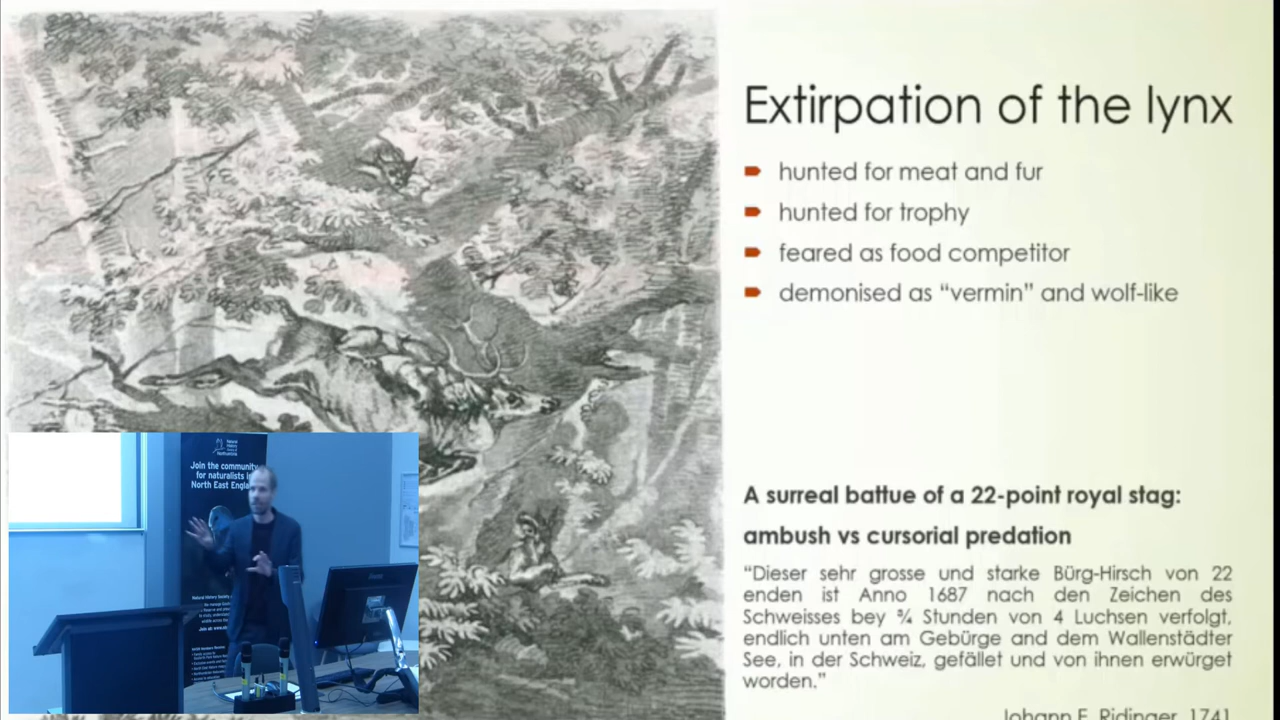 Extirpation of the lynx
hunted for meat and fur
hunted for trophy
feared as food competitor
demonised as “vermin” and wolf-like
A surreal battue of a 22-point royal stag:
ambush vs cursorial predation
“Dieser sehr grosse und starke Bürg-Hirsch von 22
enden ist Anno 1687 nach den Zeichen des
Schweisses bey ¾ Stunden von 4 Luchsen verfolgt,
endlich unten am Gebürge and dem Wallenstädter
See, in der Schweiz, gefället und von ihnen erwürget
worden.”
Johann E. Ridinger, 1741
Natural
History
Join the community
for naturalists in
North East England